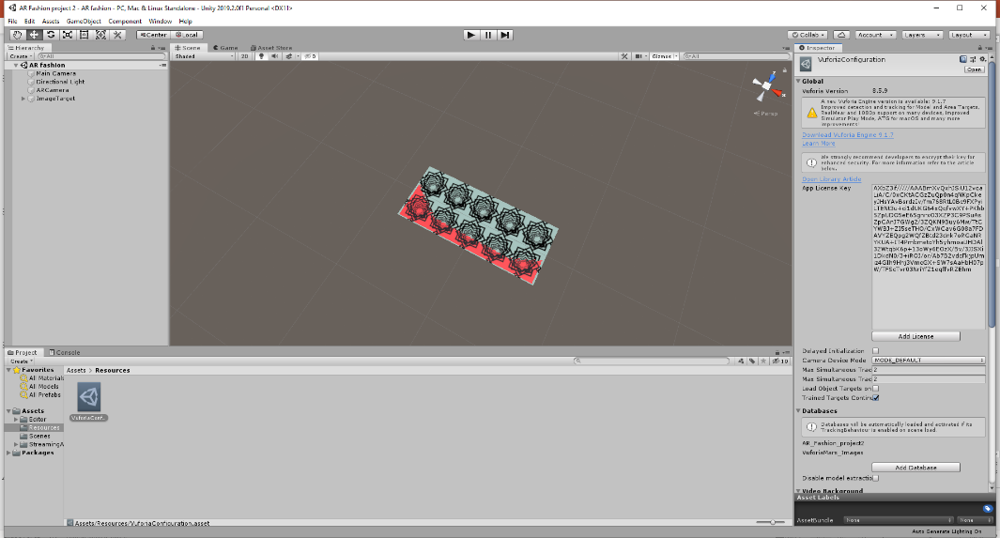 AR Fashion project 2 - AR fashion - PC, Mac & Linux Standalone - Unity 2019.2.0f1 Personal <DX11>
File Edit Assets GameObject Component Window Help
Center Local
Collab Account Layers Layout
Hierarchy
Create All
AR fashion
Main Camera
Directional Light
ARCamera
ImageTarget
Scene Game Asset Store
Shaded 2D 0 Gizmos All
Persp
Inspector
VuforiaConfiguration
Open
Global
Vuforia Version 8.5.9
A new Vuforia Engine version is available: 9.1.7
Improved detection and tracking for Model and Area Targets,
RealWear and 1080p support on many devices, improved
Simulator Play Mode, ATG for macOS and many more
improvements!
Download Vuforia Engine 9.1.7
Learn More
We strongly recommend developers to encrypt their key for
enhanced security. For more information refer to the article
below.
Open Library Article
App License Key
Add License
Delayed Initialization
Camera Device Mode MODE_DEFAULT
Max Simultaneous Trac 2
Max Simultaneous Trac 2
Load Object Targets on
Trained Targets Continu
Databases
Databases will be automatically loaded and activated if its
TrackingBehaviour is enabled on scene load.
AR_Fashion_project2
VuforiaMars_Images
Add Database
Disable model extractio
Video Background
Asset Labels
AssetBundle None None
Auto Generate Lighting On
Project Console
Create
10
Favorites
All Materials
All Models
All Prefabs
Assets
Editor
Resources
Scenes
StreamingA
Packages
Assets Resources
VuforiaConf...
Assets/Resources/VuforiaConfiguration.asset